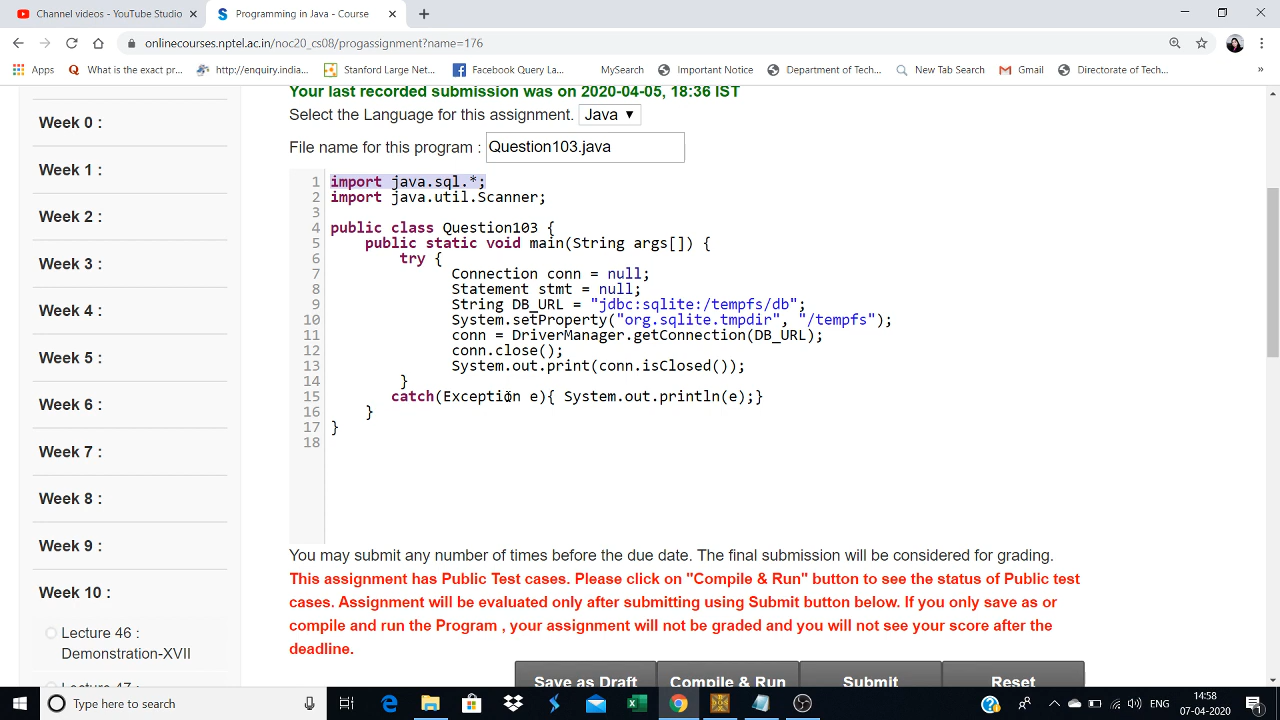 Channel videos - YouTube Studio
Programming in Java - Course
onlinecourses.nptel.ac.in/noc20_cs08/progassignment?name=176
Apps What is the exact pr... http://enquiry.india... Stanford Large Net... Facebook Query La... MySearch Important Notice Department of Tech... New Tab Search Gmail Directorate of Tech... »
Your last recorded submission was on 2020-04-05, 18:36 IST
Select the Language for this assignment. Java ▼
File name for this program : Question103.java
1 import java.sql.*;
2 import java.util.Scanner;
3
4 public class Question103 {
5 public static void main(String args[]) {
6 try {
7 Connection conn = null;
8 Statement stmt = null;
9 String DB_URL = "jdbc:sqlite:/tempfs/db";
10 System.setProperty("org.sqlite.tmpdir", "/tempfs");
11 conn = DriverManager.getConnection(DB_URL);
12 conn.close();
13 System.out.print(conn.isClosed());
14 }
15 catch(Exception e){ System.out.println(e);}
16 }
17 }
18
Week 0 :
Week 1 :
Week 2 :
Week 3 :
Week 4 :
Week 5 :
Week 6 :
Week 7 :
Week 8 :
Week 9 :
Week 10 :
Lecture 46 :
Demonstration-XVII
Lecture 47 :
You may submit any number of times before the due date. The final submission will be considered for grading.
This assignment has Public Test cases. Please click on "Compile & Run" button to see the status of Public test
cases. Assignment will be evaluated only after submitting using Submit button below. If you only save as or
compile and run the Program , your assignment will not be graded and you will not see your score after the
deadline.
Save as Draft Compile & Run Submit Reset
Type here to search
ENG
14:58
07-04-2020
1